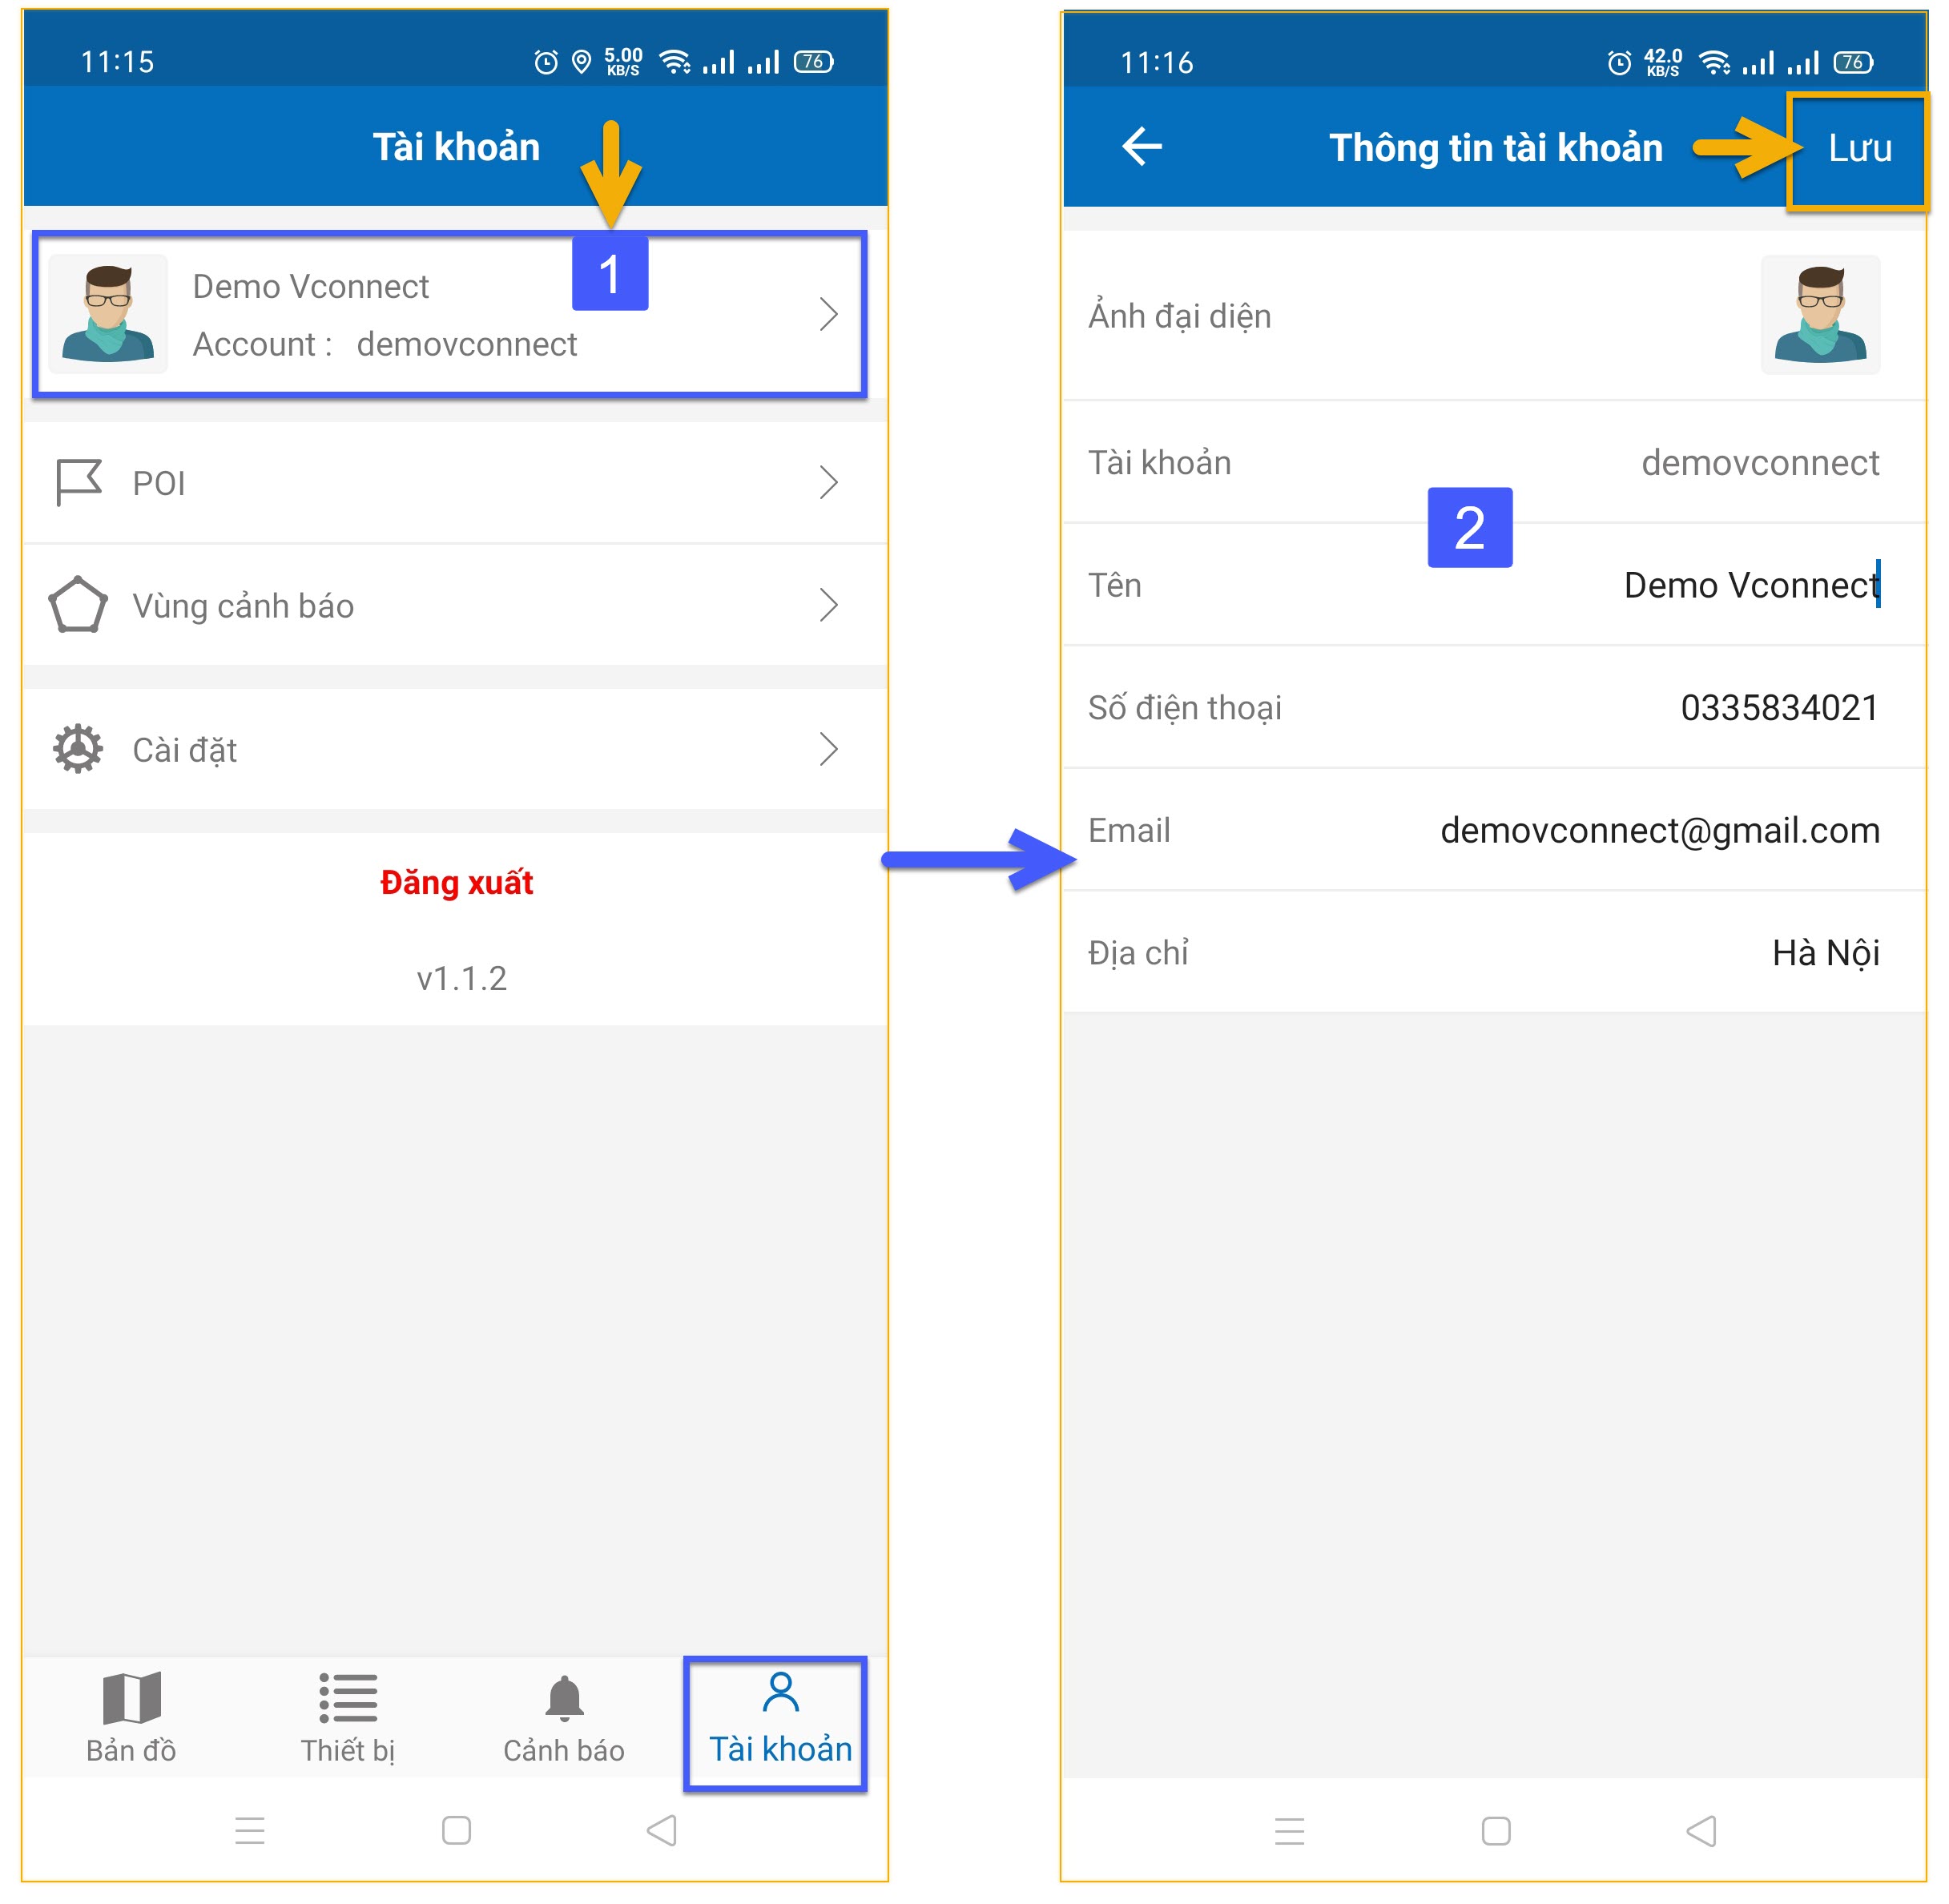 11:15
5.00
KB/S
76
Tài khoản
1
Demo Vconnect
Account : demovconnect
POI
Vùng cảnh báo
Cài đặt
Đăng xuất
v1.1.2
Bản đồ
Thiết bị
Cảnh báo
Tài khoản
11:16
42.0
KB/S
76
Thông tin tài khoản
Lưu
Ảnh đại diện
Tài khoản demovconnect
2
Tên Demo Vconnect
Số điện thoại 0335834021
Email demovconnect@gmail.com
Địa chỉ Hà Nội